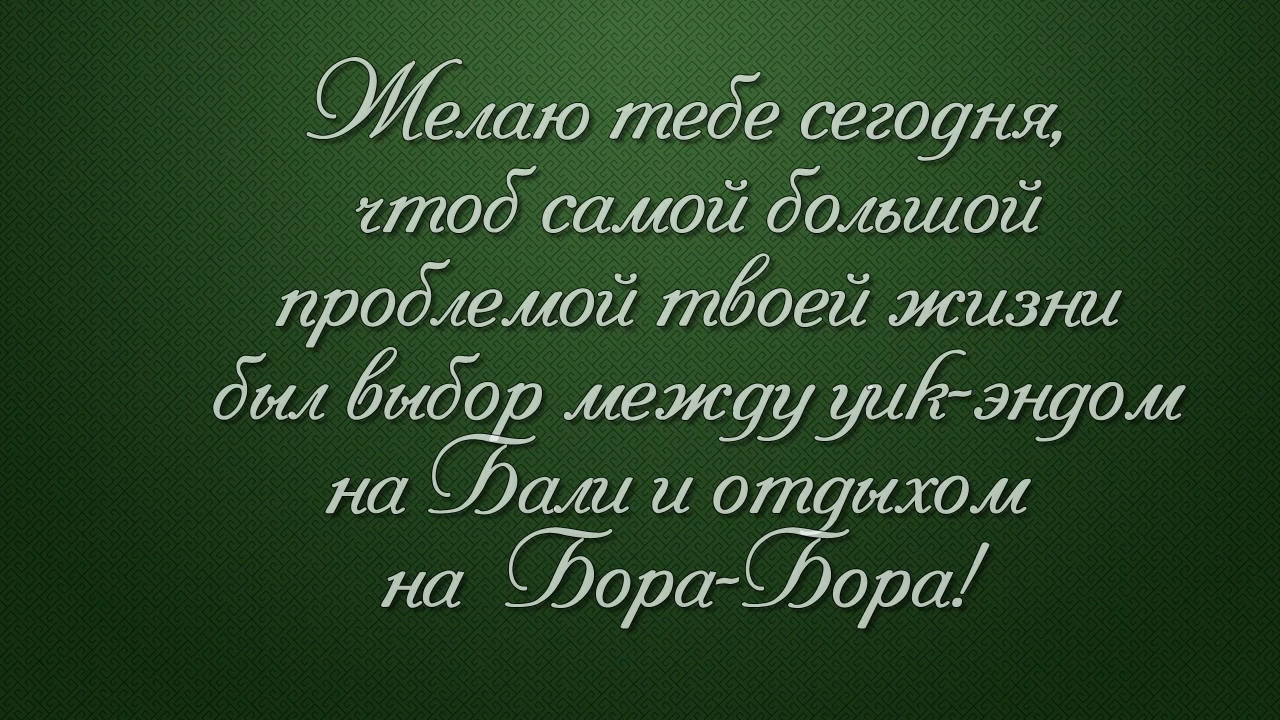 Желаю тебе сегодня,
чтоб самой большой
проблемой твоей жизни
был выбор между уик-эндом
на Бали и отдыхом
на Бора-Бора!